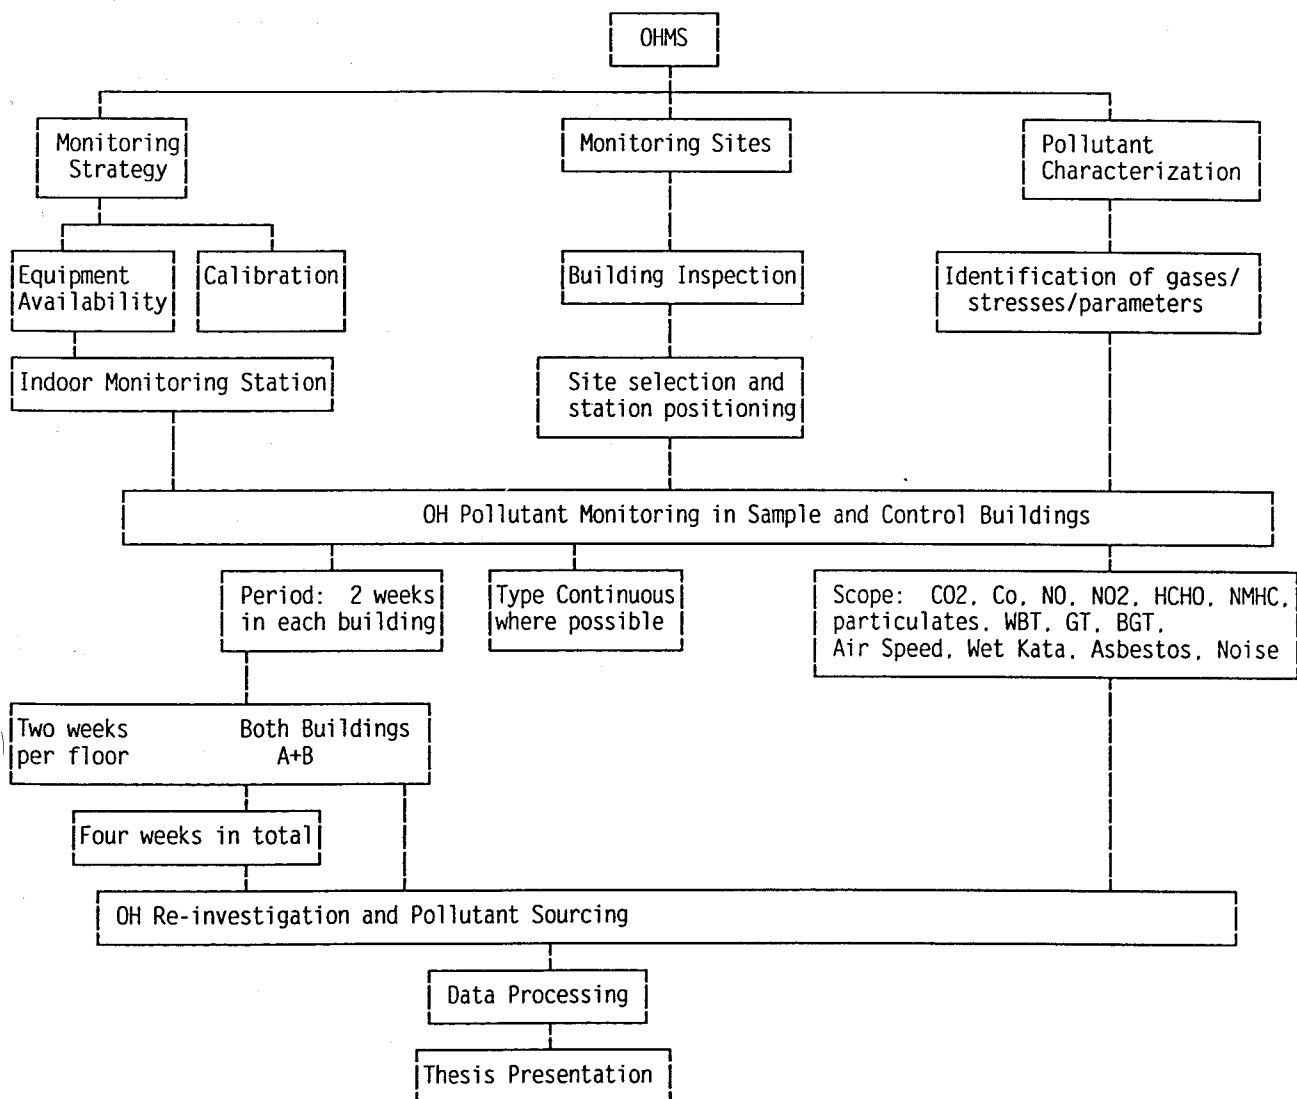 OHMS
Monitoring
Strategy
Monitoring Sites
Pollutant
Characterization
Equipment
Availability
Calibration
Building Inspection
Identification of gases/
stresses/parameters
Indoor Monitoring Station
Site selection and
station positioning
OH Pollutant Monitoring in Sample and Control Buildings
Period: 2 weeks
in each building
Type Continuous
where possible
Scope: CO2, Co, NO, NO2, HCHO, NMHC,
particulates, WBT, GT, BGT,
Air Speed, Wet Kata, Asbestos, Noise
Two weeks
per floor
Both Buildings
A+B
Four weeks in total
OH Re-investigation and Pollutant Sourcing
Data Processing
Thesis Presentation